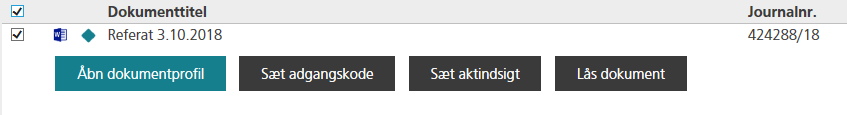 Dokumenttitel Journalnr.
Referat 3.10.2018 424288/18
Åbn dokumentprofil Sæt adgangskode Sæt aktindsigt Lås dokument